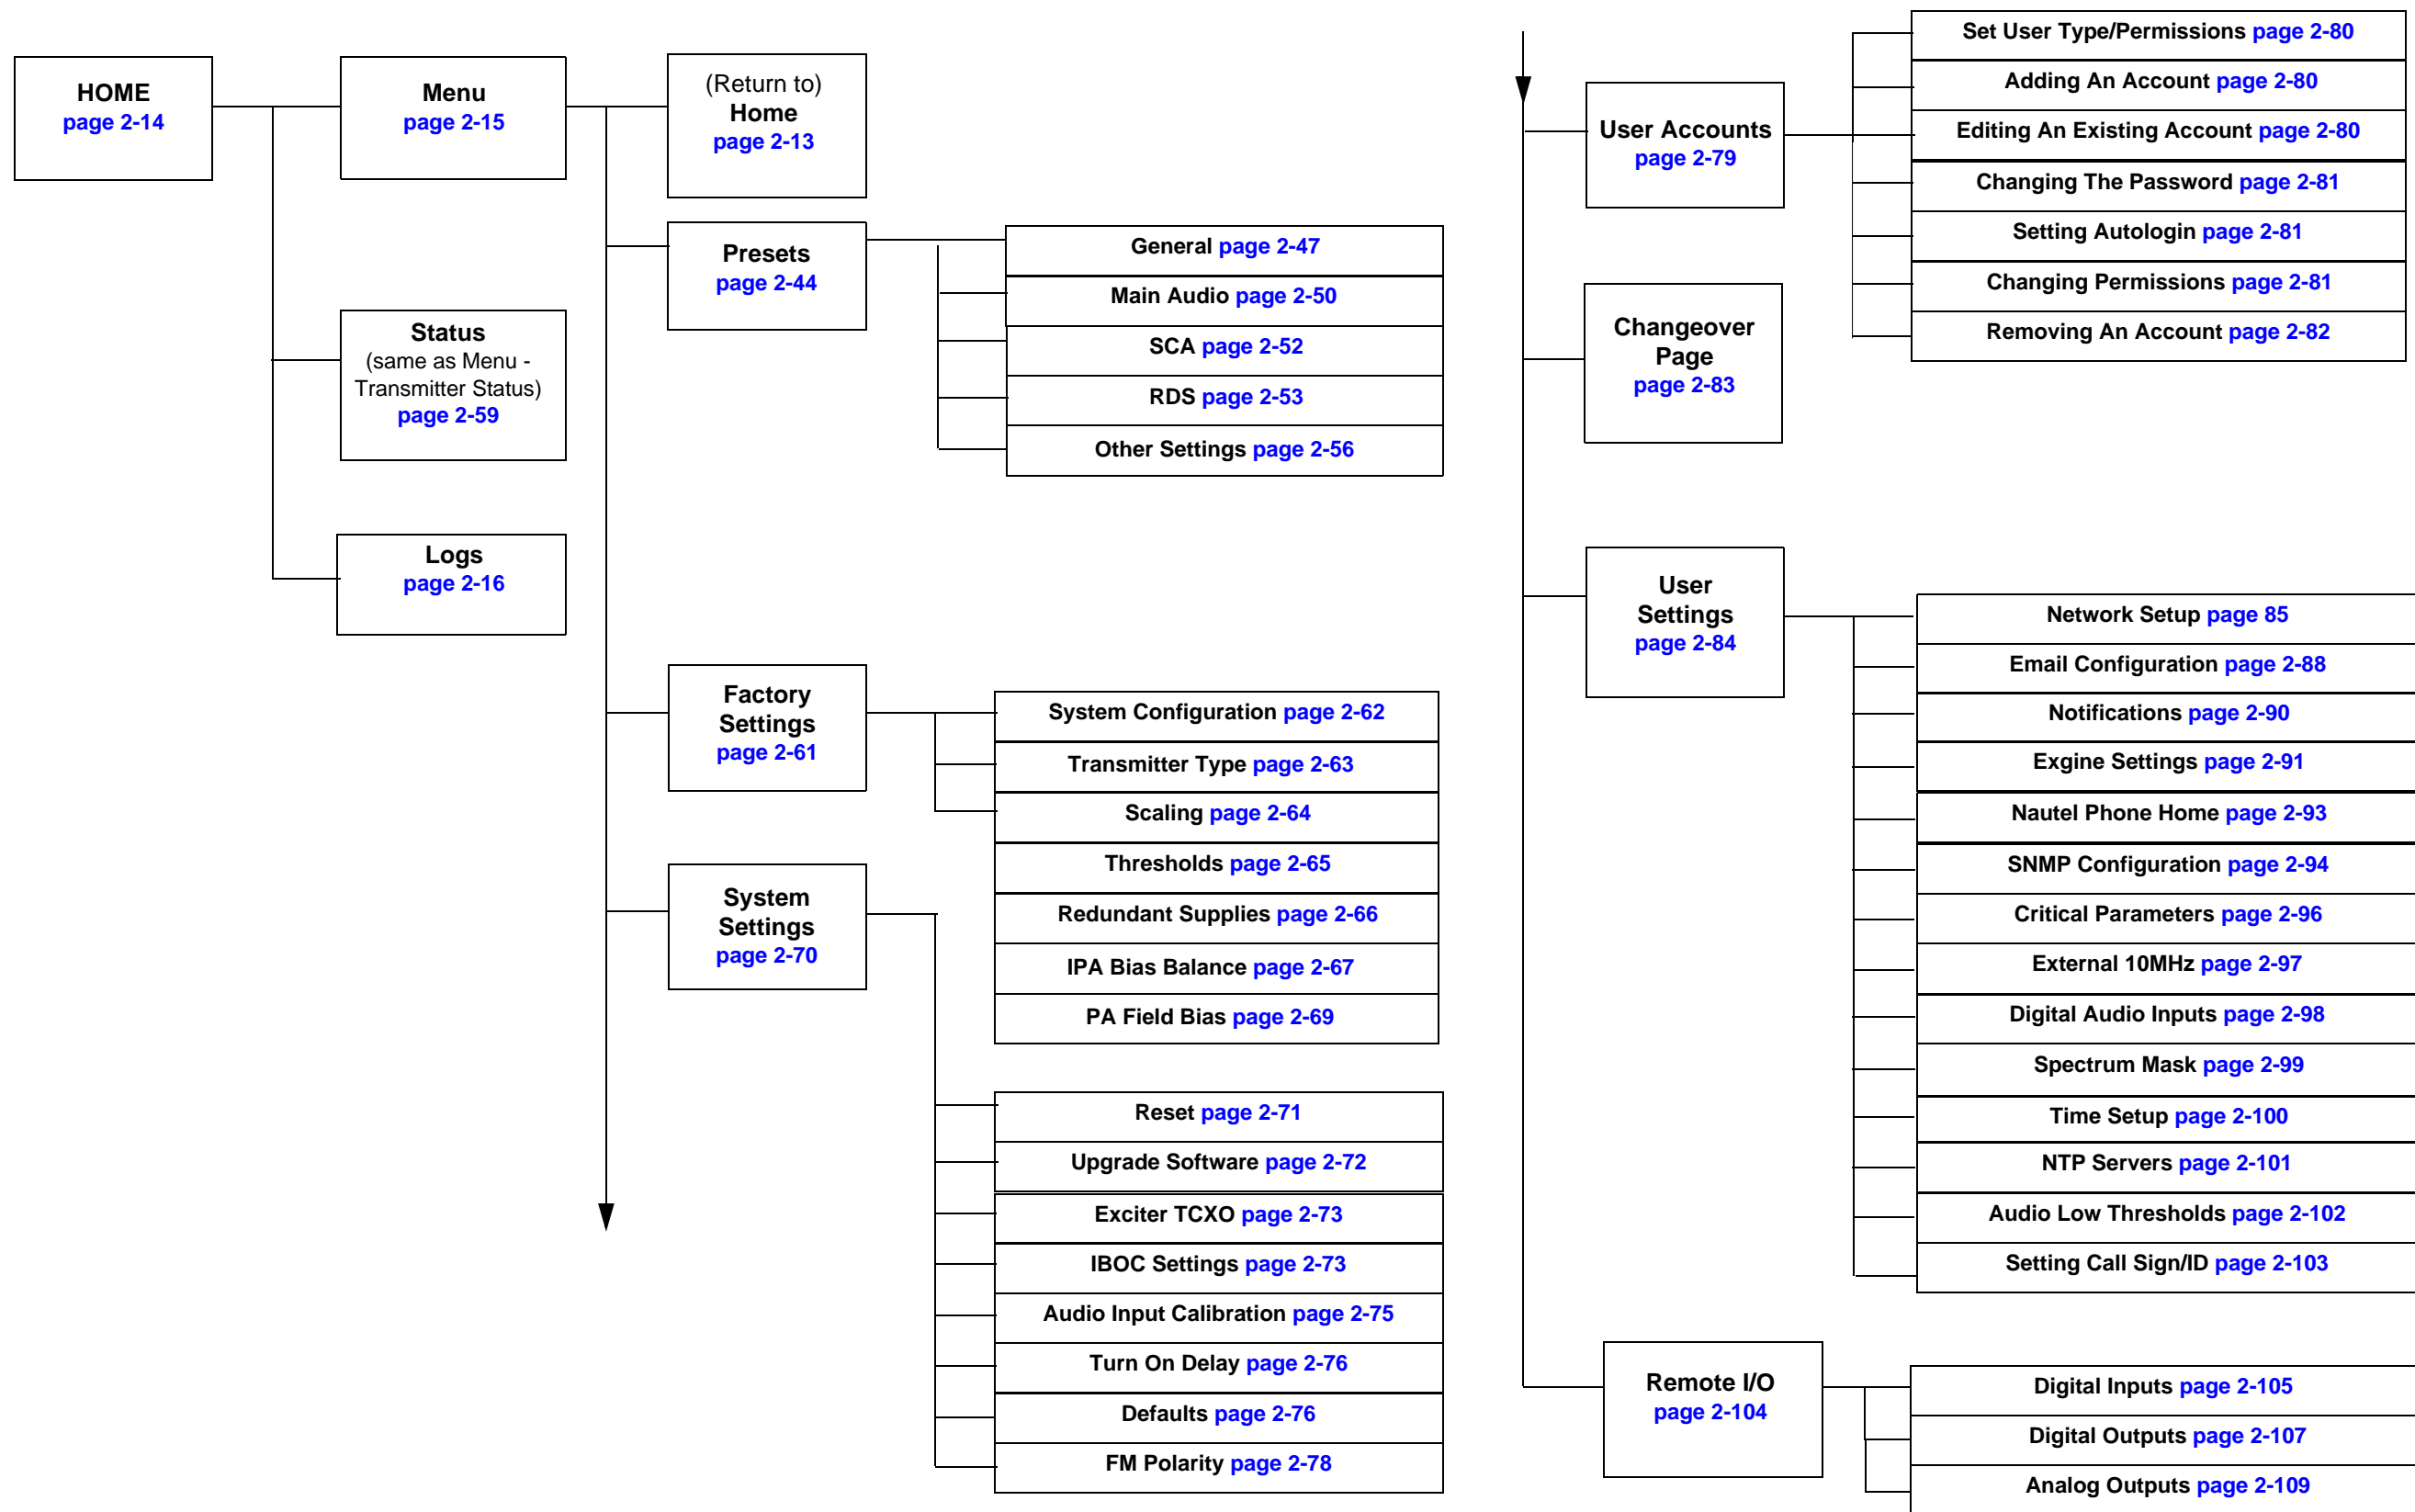 HOME
page 2-14
Menu
page 2-15
Status
(same as Menu -
Transmitter Status)
page 2-59
Logs
page 2-16
(Return to)
Home
page 2-13
Presets
page 2-44
General page 2-47
Main Audio page 2-50
SCA page 2-52
RDS page 2-53
Other Settings page 2-56
Factory
Settings
page 2-61
System Configuration page 2-62
Transmitter Type page 2-63
Scaling page 2-64
Thresholds page 2-65
Redundant Supplies page 2-66
IPA Bias Balance page 2-67
PA Field Bias page 2-69
System
Settings
page 2-70
Reset page 2-71
Upgrade Software page 2-72
Exciter TCXO page 2-73
IBOC Settings page 2-73
Audio Input Calibration page 2-75
Turn On Delay page 2-76
Defaults page 2-76
FM Polarity page 2-78
User Accounts
page 2-79
Set User Type/Permissions page 2-80
Adding An Account page 2-80
Editing An Existing Account page 2-80
Changing The Password page 2-81
Setting Autologin page 2-81
Changing Permissions page 2-81
Removing An Account page 2-82
Changeover
Page
page 2-83
User
Settings
page 2-84
Network Setup page 85
Email Configuration page 2-88
Notifications page 2-90
Exgine Settings page 2-91
Nautel Phone Home page 2-93
SNMP Configuration page 2-94
Critical Parameters page 2-96
External 10MHz page 2-97
Digital Audio Inputs page 2-98
Spectrum Mask page 2-99
Time Setup page 2-100
NTP Servers page 2-101
Audio Low Thresholds page 2-102
Setting Call Sign/ID page 2-103
Remote I/O
page 2-104
Digital Inputs page 2-105
Digital Outputs page 2-107
Analog Outputs page 2-109